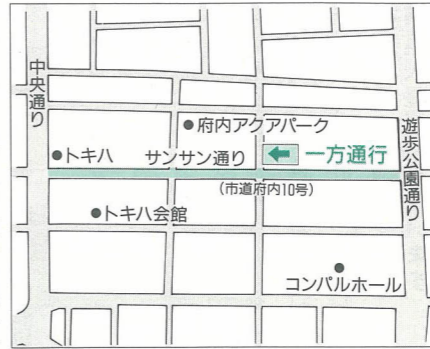 中央通り
府内アクアパーク
遊歩公園通り
トキハ
サンサン通り
一方通行
(市道府内10号)
トキハ会館
コンパルホール